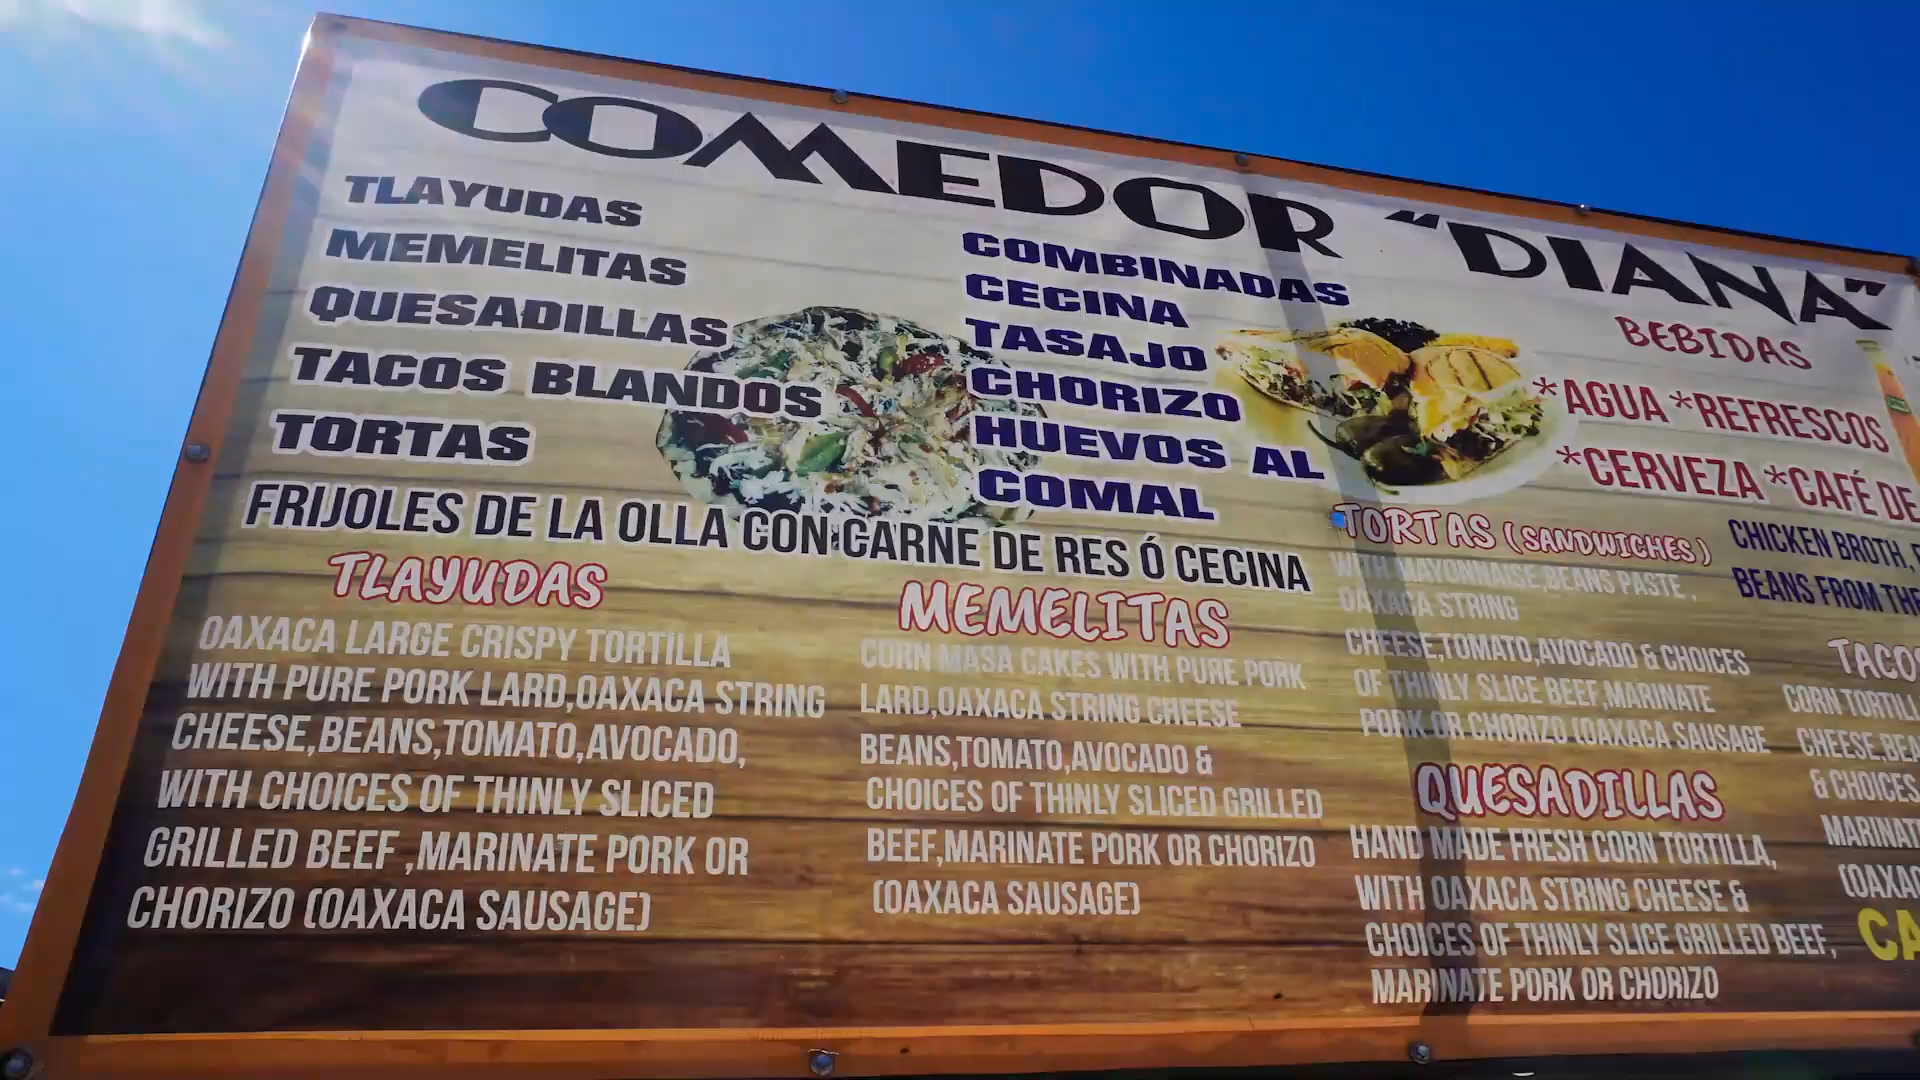 COMEDOR "DIANA"
TLAYUDAS
MEMELITAS
QUESADILLAS
TACOS BLANDOS
TORTAS
COMBINADAS
CECINA
TASAJO
CHORIZO
HUEVOS AL
COMAL
BEBIDAS
*AGUA *REFRESCOS
*CERVEZA *CAFÉ DE
FRIJOLES DE LA OLLA CON CARNE DE RES Ó CECINA
TLAYUDAS
OAXACA LARGE CRISPY TORTILLA
WITH PURE PORK LARD,OAXACA STRING
CHEESE,BEANS,TOMATO,AVOCADO,
WITH CHOICES OF THINLY SLICED
GRILLED BEEF ,MARINATE PORK OR
CHORIZO (OAXACA SAUSAGE)
MEMELITAS
CORN MASA CAKES WITH PURE PORK
LARD,OAXACA STRING CHEESE
BEANS,TOMATO,AVOCADO &
CHOICES OF THINLY SLICED GRILLED
BEEF,MARINATE PORK OR CHORIZO
(OAXACA SAUSAGE)
TORTAS (SANDWICHES)
WITH MAYONNAISE,BEANS PASTE ,
OAXACA STRING
CHEESE,TOMATO,AVOCADO & CHOICES
OF THINLY SLICE BEEF,MARINATE
PORK OR CHORIZO (OAXACA SAUSAGE
QUESADILLAS
HAND MADE FRESH CORN TORTILLA,
WITH OAXACA STRING CHEESE &
CHOICES OF THINLY SLICE GRILLED BEEF,
MARINATE PORK OR CHORIZO
CHICKEN BROTH,
BEANS FROM THE
CORN
CHEESE,
& CHOICES